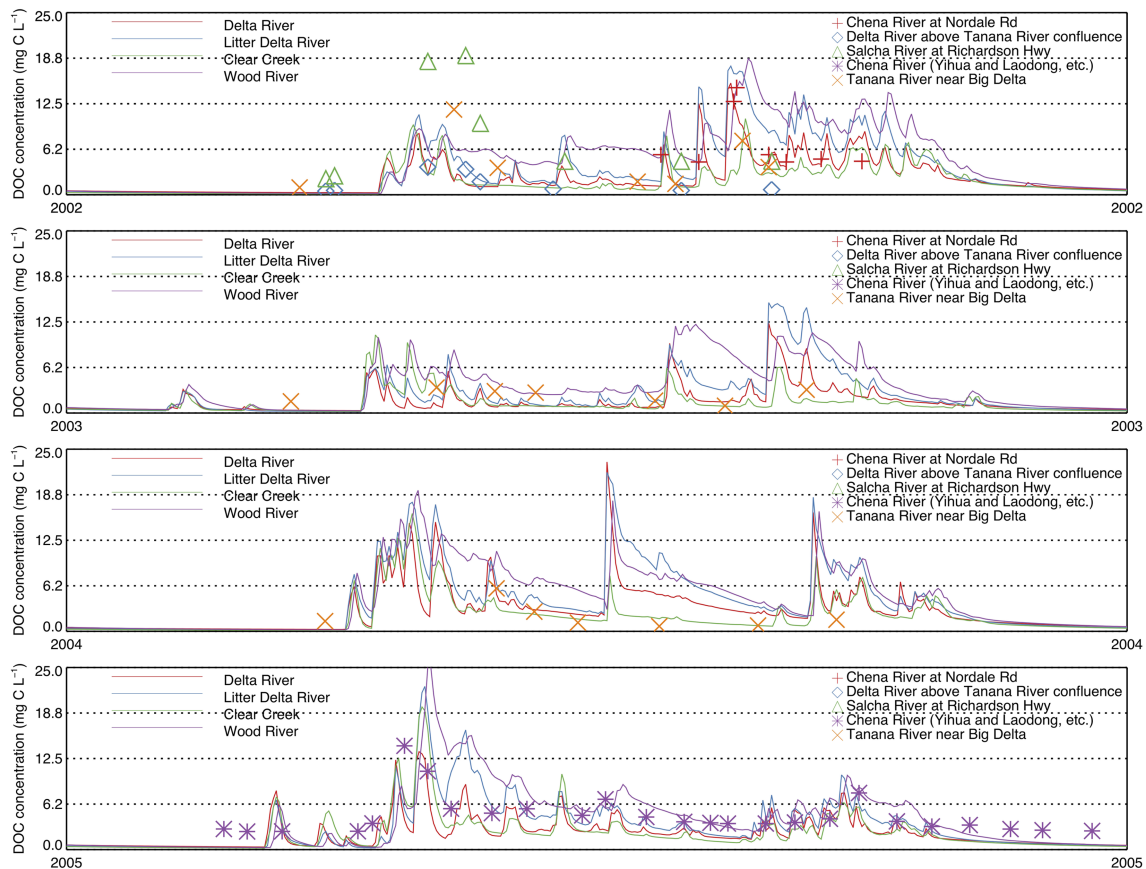 DOC concentration (mg C L⁻¹)
25.0
18.8
12.5
6.2
0.0
2002
2002
Delta River
Litter Delta River
Clear Creek
Wood River
Chena River at Nordale Rd
Delta River above Tanana River confluence
Salcha River at Richardson Hwy
Chena River (Yihua and Laodong, etc.)
Tanana River near Big Delta
DOC concentration (mg C L⁻¹)
25.0
18.8
12.5
6.2
0.0
2003
2003
Delta River
Litter Delta River
Clear Creek
Wood River
Chena River at Nordale Rd
Delta River above Tanana River confluence
Salcha River at Richardson Hwy
Chena River (Yihua and Laodong, etc.)
Tanana River near Big Delta
DOC concentration (mg C L⁻¹)
25.0
18.8
12.5
6.2
0.0
2004
2004
Delta River
Litter Delta River
Clear Creek
Wood River
Chena River at Nordale Rd
Delta River above Tanana River confluence
Salcha River at Richardson Hwy
Chena River (Yihua and Laodong, etc.)
Tanana River near Big Delta
DOC concentration (mg C L⁻¹)
25.0
18.8
12.5
6.2
0.0
2005
2005
Delta River
Litter Delta River
Clear Creek
Wood River
Chena River at Nordale Rd
Delta River above Tanana River confluence
Salcha River at Richardson Hwy
Chena River (Yihua and Laodong, etc.)
Tanana River near Big Delta